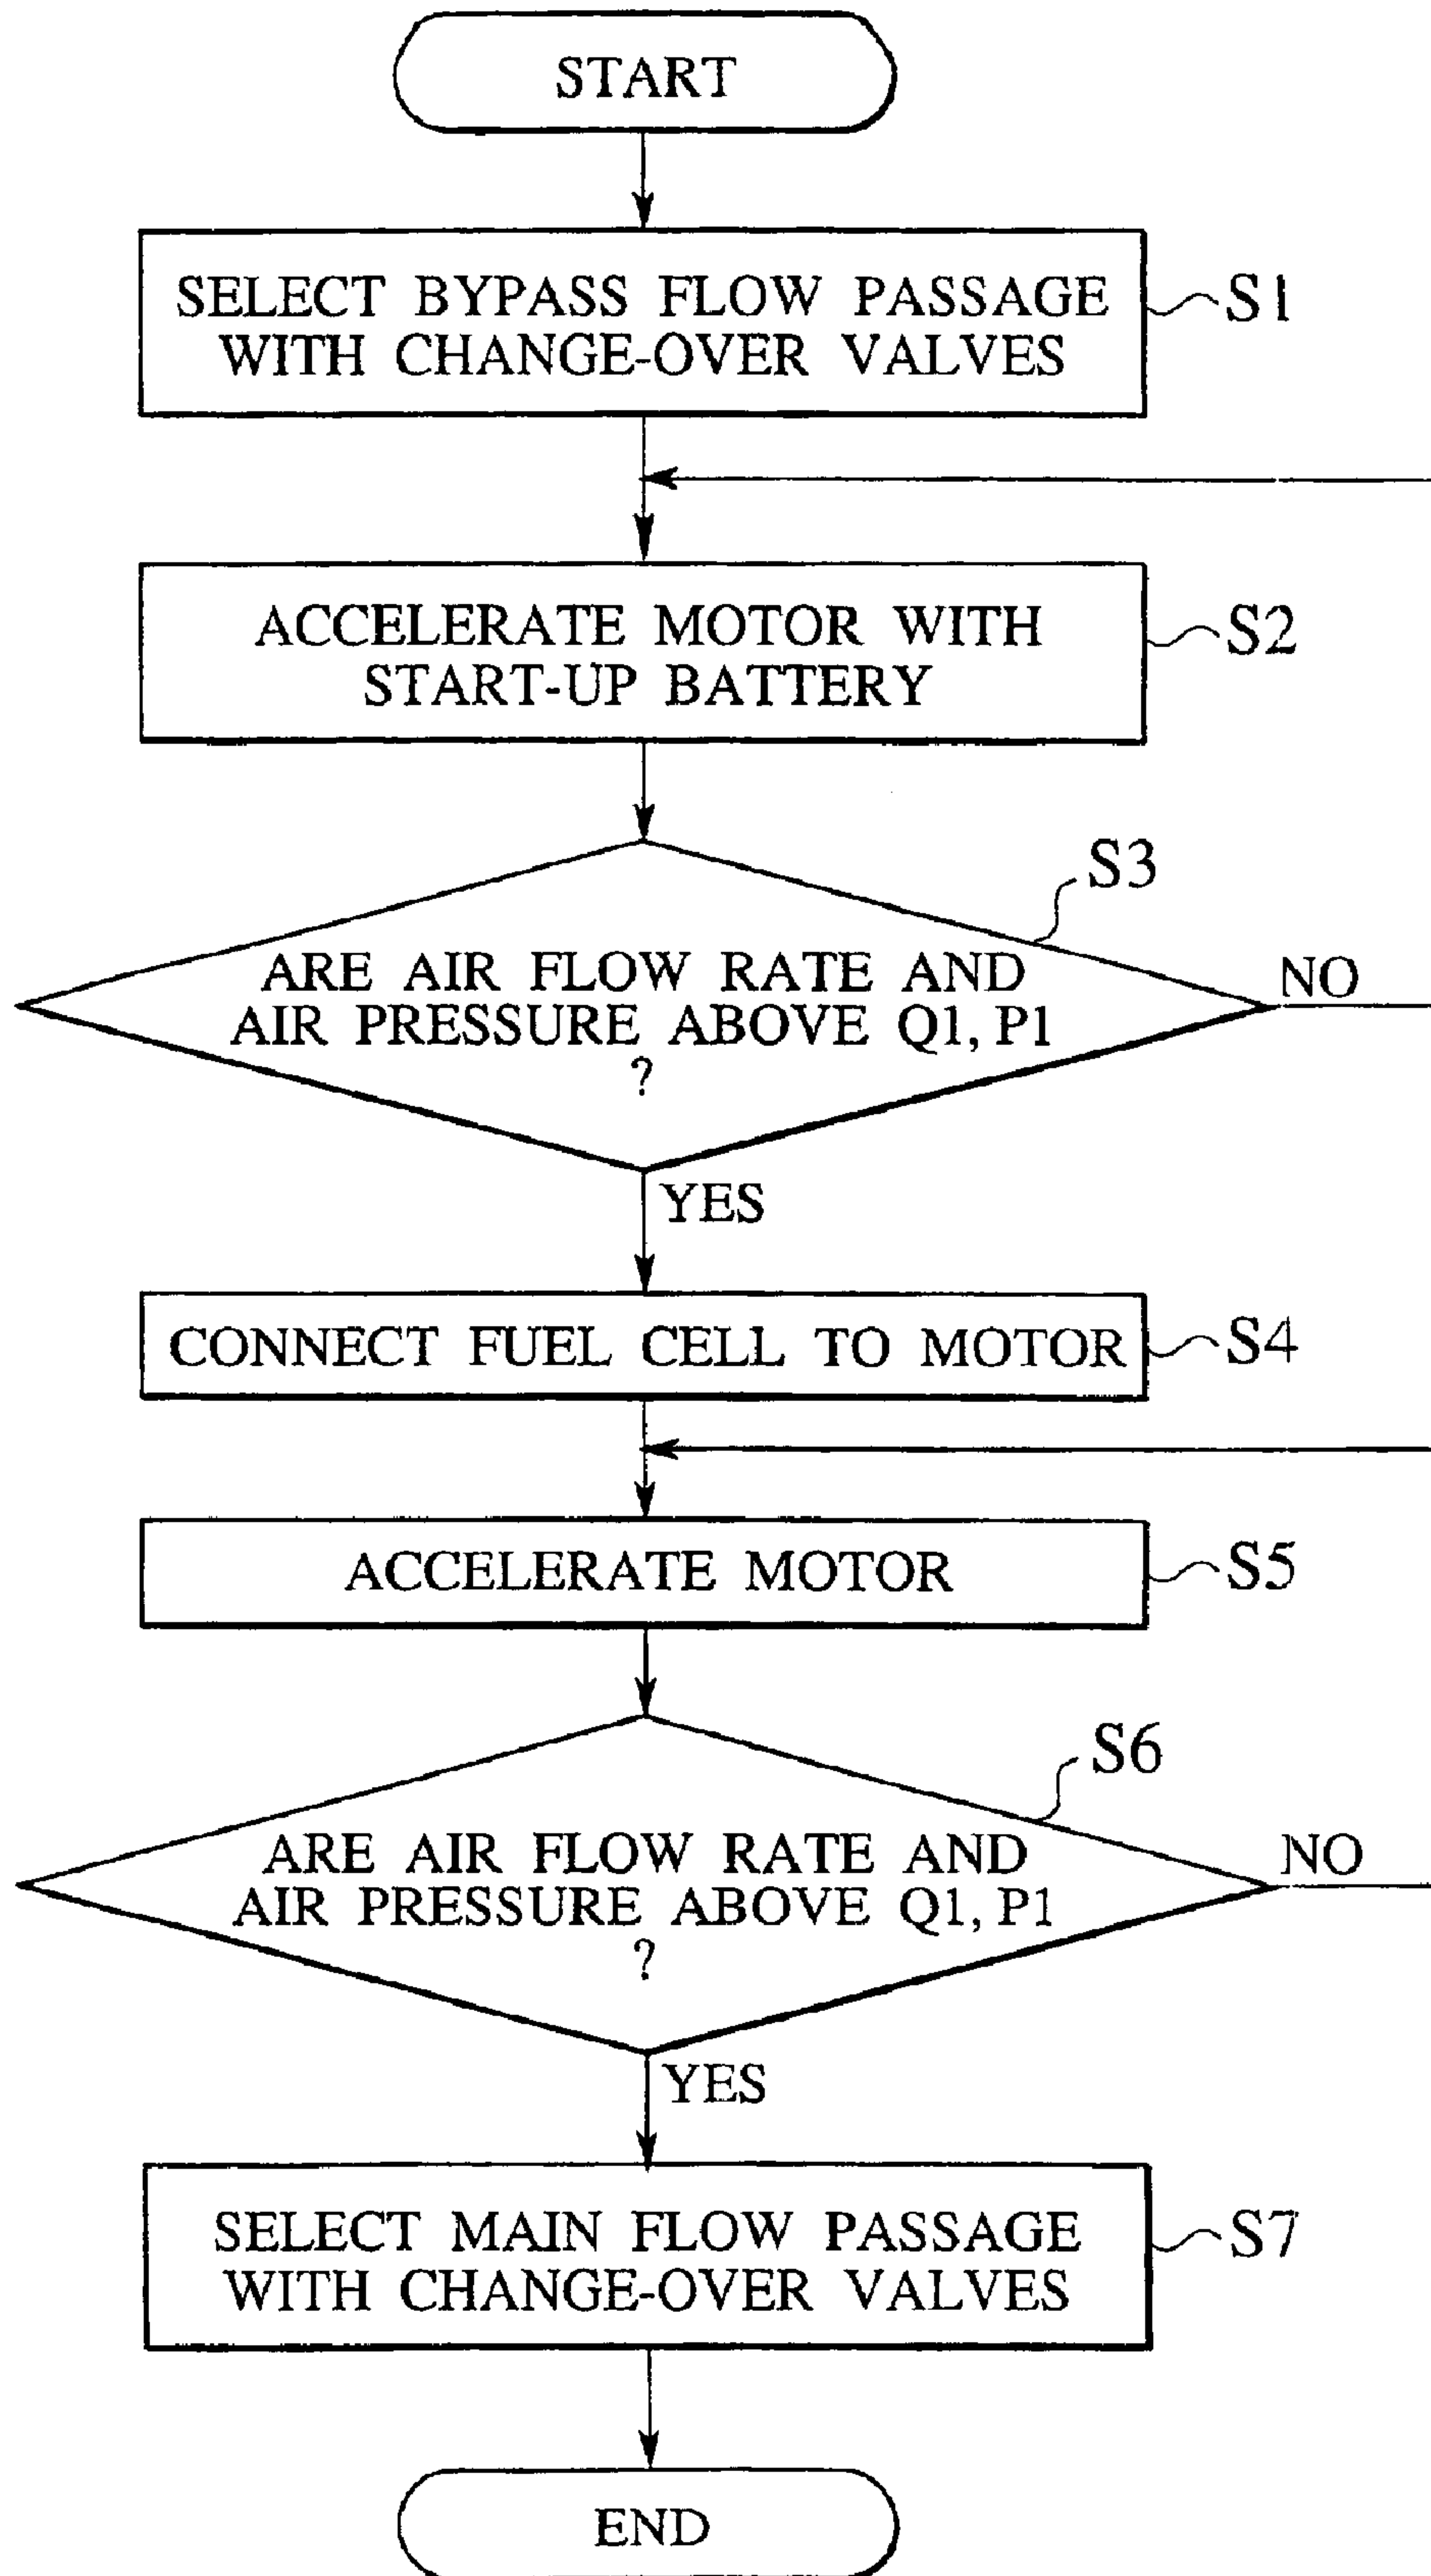 START
SELECT BYPASS FLOW PASSAGE
WITH CHANGE-OVER VALVES
S1
ACCELERATE MOTOR WITH
START-UP BATTERY
S2
S3
ARE AIR FLOW RATE AND
AIR PRESSURE ABOVE Q1, P1
?
NO
YES
CONNECT FUEL CELL TO MOTOR
S4
ACCELERATE MOTOR
S5
S6
ARE AIR FLOW RATE AND
AIR PRESSURE ABOVE Q1, P1
?
NO
YES
SELECT MAIN FLOW PASSAGE
WITH CHANGE-OVER VALVES
S7
END